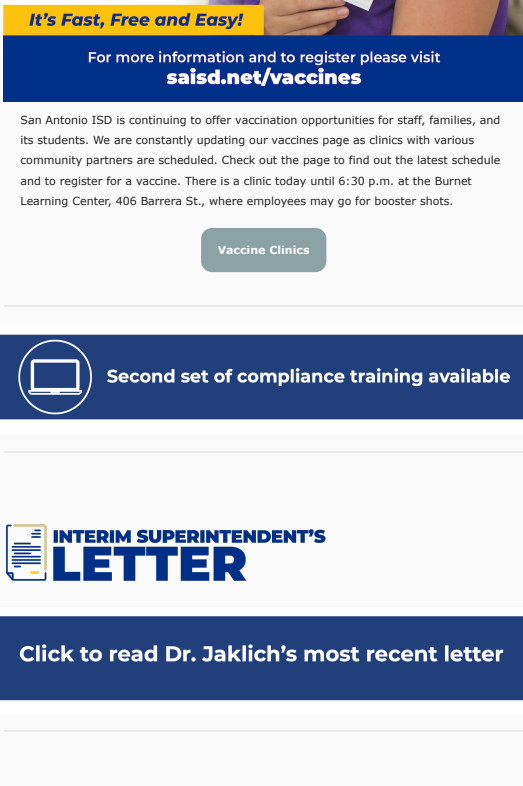 It's Fast, Free and Easy!
For more information and to register please visit
saisd.net/vaccines
San Antonio ISD is continuing to offer vaccination opportunities for staff, families, and
its students. We are constantly updating our vaccines page as clinics with various
community partners are scheduled. Check out the page to find out the latest schedule
and to register for a vaccine. There is a clinic today until 6:30 p.m. at the Burnet
Learning Center, 406 Barrera St., where employees may go for booster shots.
Vaccine Clinics
Second set of compliance training available
INTERIM SUPERINTENDENT'S
LETTER
Click to read Dr. Jaklich's most recent letter